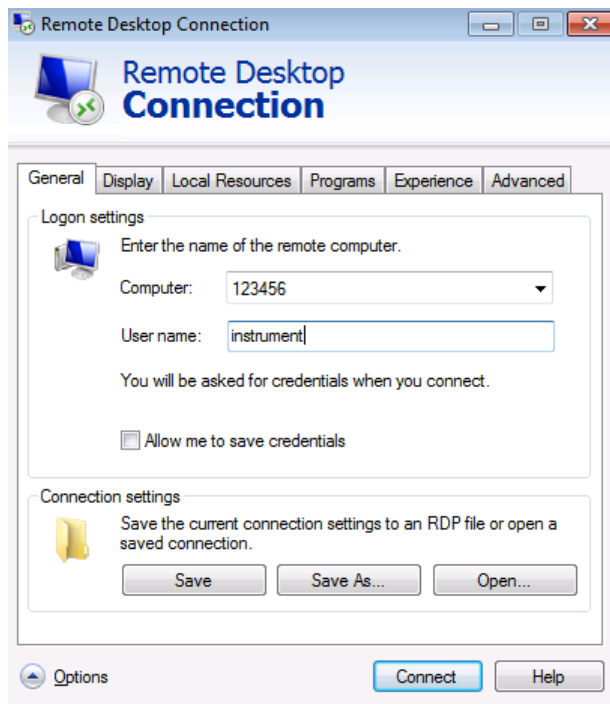 Remote Desktop Connection
Remote Desktop
Connection
General Display Local Resources Programs Experience Advanced
Logon settings
Enter the name of the remote computer.
Computer: 123456
User name: instrument
You will be asked for credentials when you connect.
Allow me to save credentials
Connection settings
Save the current connection settings to an RDP file or open a
saved connection.
Save Save As... Open...
Options Connect Help